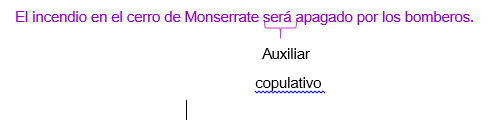 El incendio en el cerro de Monserrate será apagado por los bomberos.
Auxiliar
copulativo